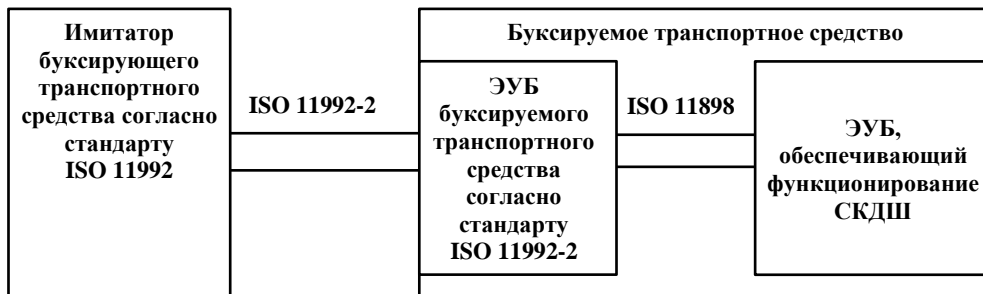 Имитатор
буксирующего
транспортного
средства согласно
стандарту
ISO 11992
ISO 11992-2
Буксируемое транспортное средство
ЭУБ
буксируемого
транспортного
средства
согласно
стандарту
ISO 11992-2
ISO 11898
ЭУБ,
обеспечивающий
функционирование
СКДШ